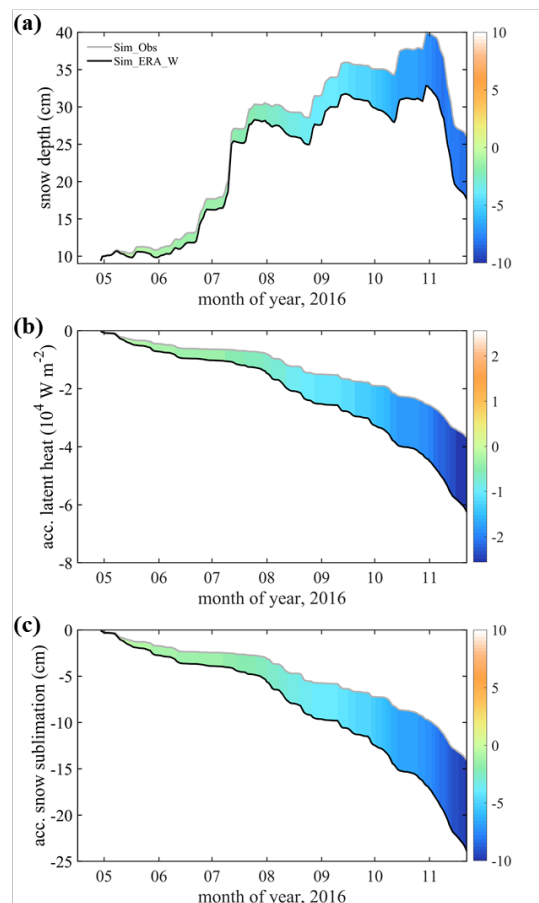 (a)
Sim_Obs
Sim_ERA_W
snow depth (cm)
40
35
30
25
20
15
10
05 06 07 08 09 10 11
month of year, 2016
10
5
0
-5
-10
(b)
acc. latent heat (10⁴ W m⁻²)
0
-2
-4
-6
-8
05 06 07 08 09 10 11
month of year, 2016
2
1
0
-1
-2
(c)
acc. snow sublimation (cm)
0
-5
-10
-15
-20
-25
05 06 07 08 09 10 11
month of year, 2016
10
5
0
-5
-10